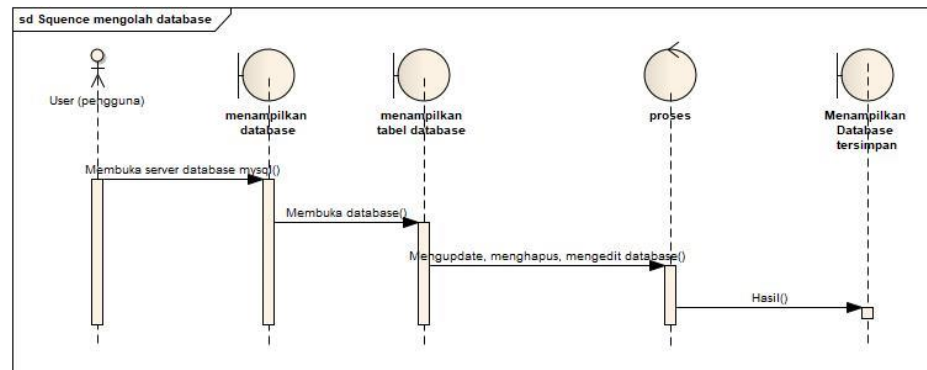 sd Squence mengolah database
User (pengguna)
menampilkan
database
menampilkan
tabel database
proses
Menampilkan
Database
tersimpan
Membuka server database mysql()
Membuka database()
Mengupdate, menghapus, mengedit database()
Hasil()